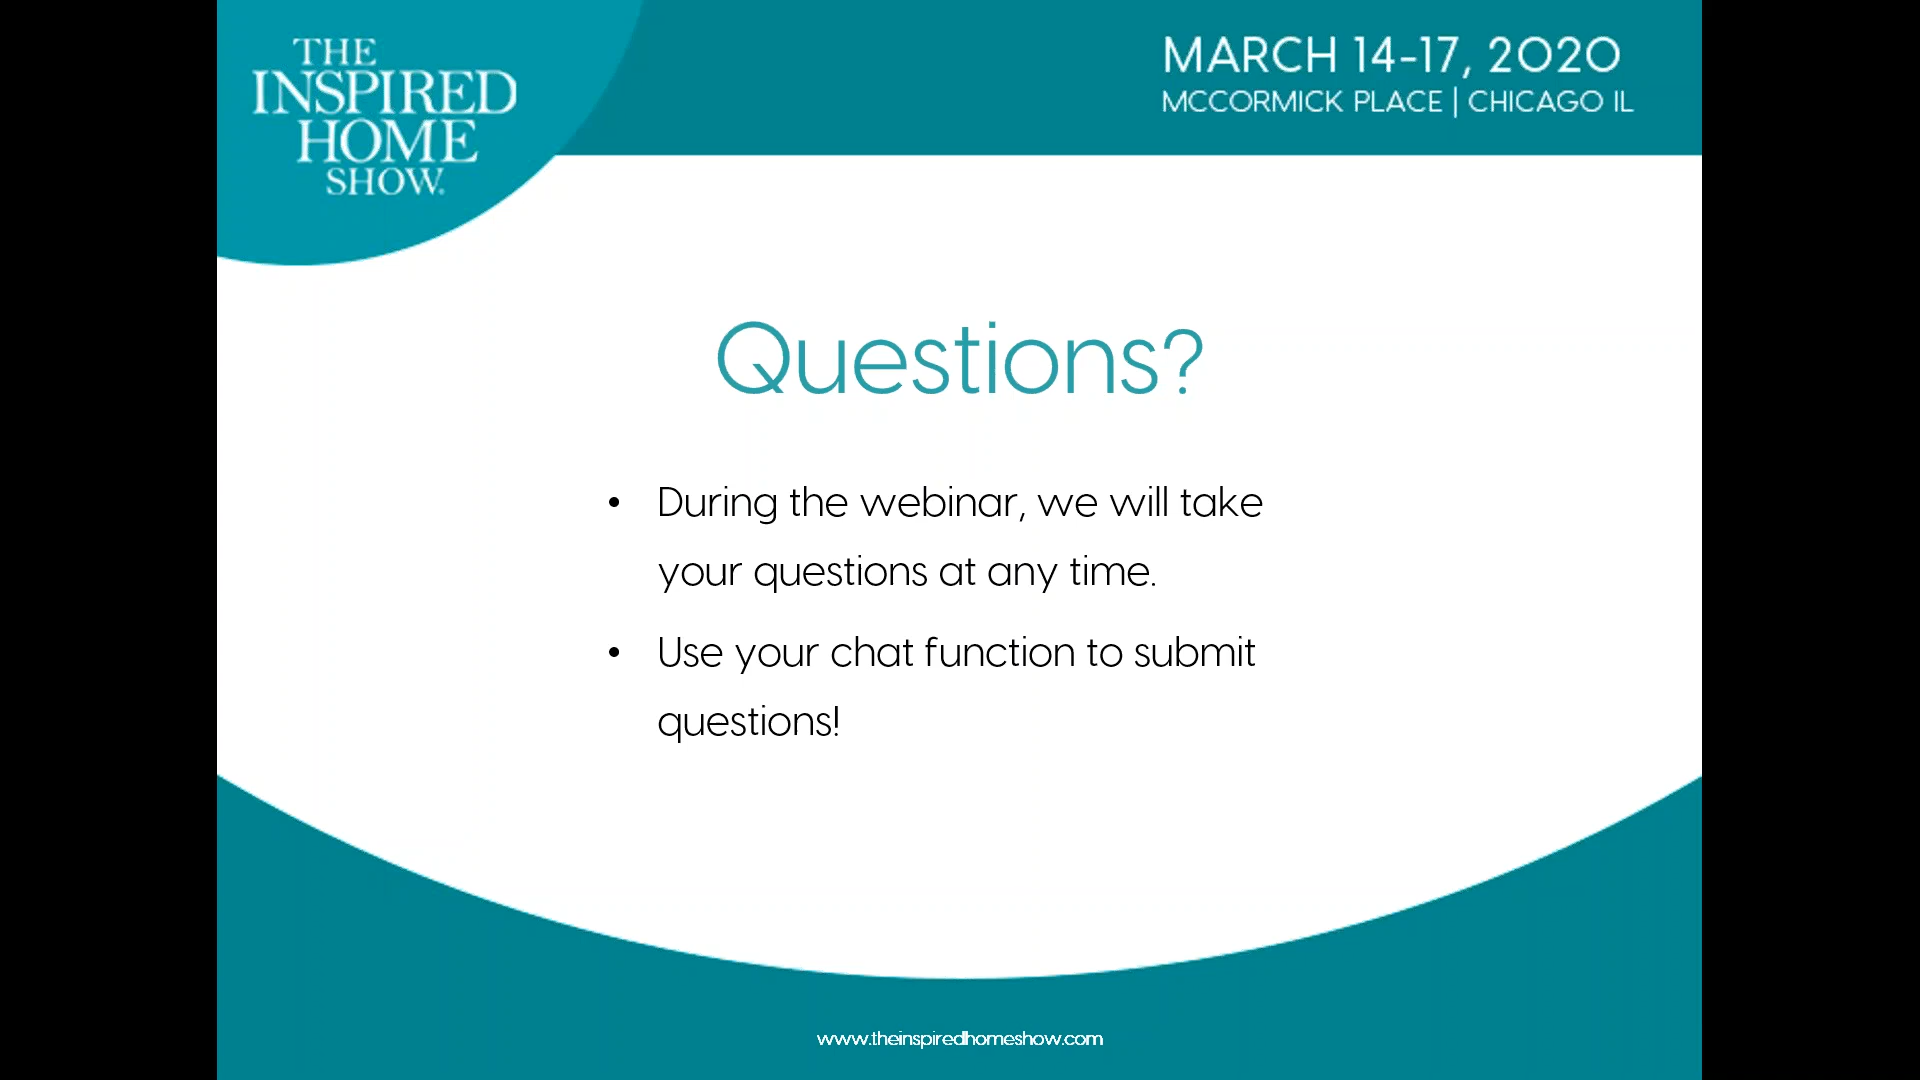 THE
INSPIRED
HOME
SHOW.
MARCH 14-17, 2020
MCCORMICK PLACE | CHICAGO IL
Questions?
• During the webinar, we will take
your questions at any time.
• Use your chat function to submit
questions!
www.theinspiredhomeshow.com